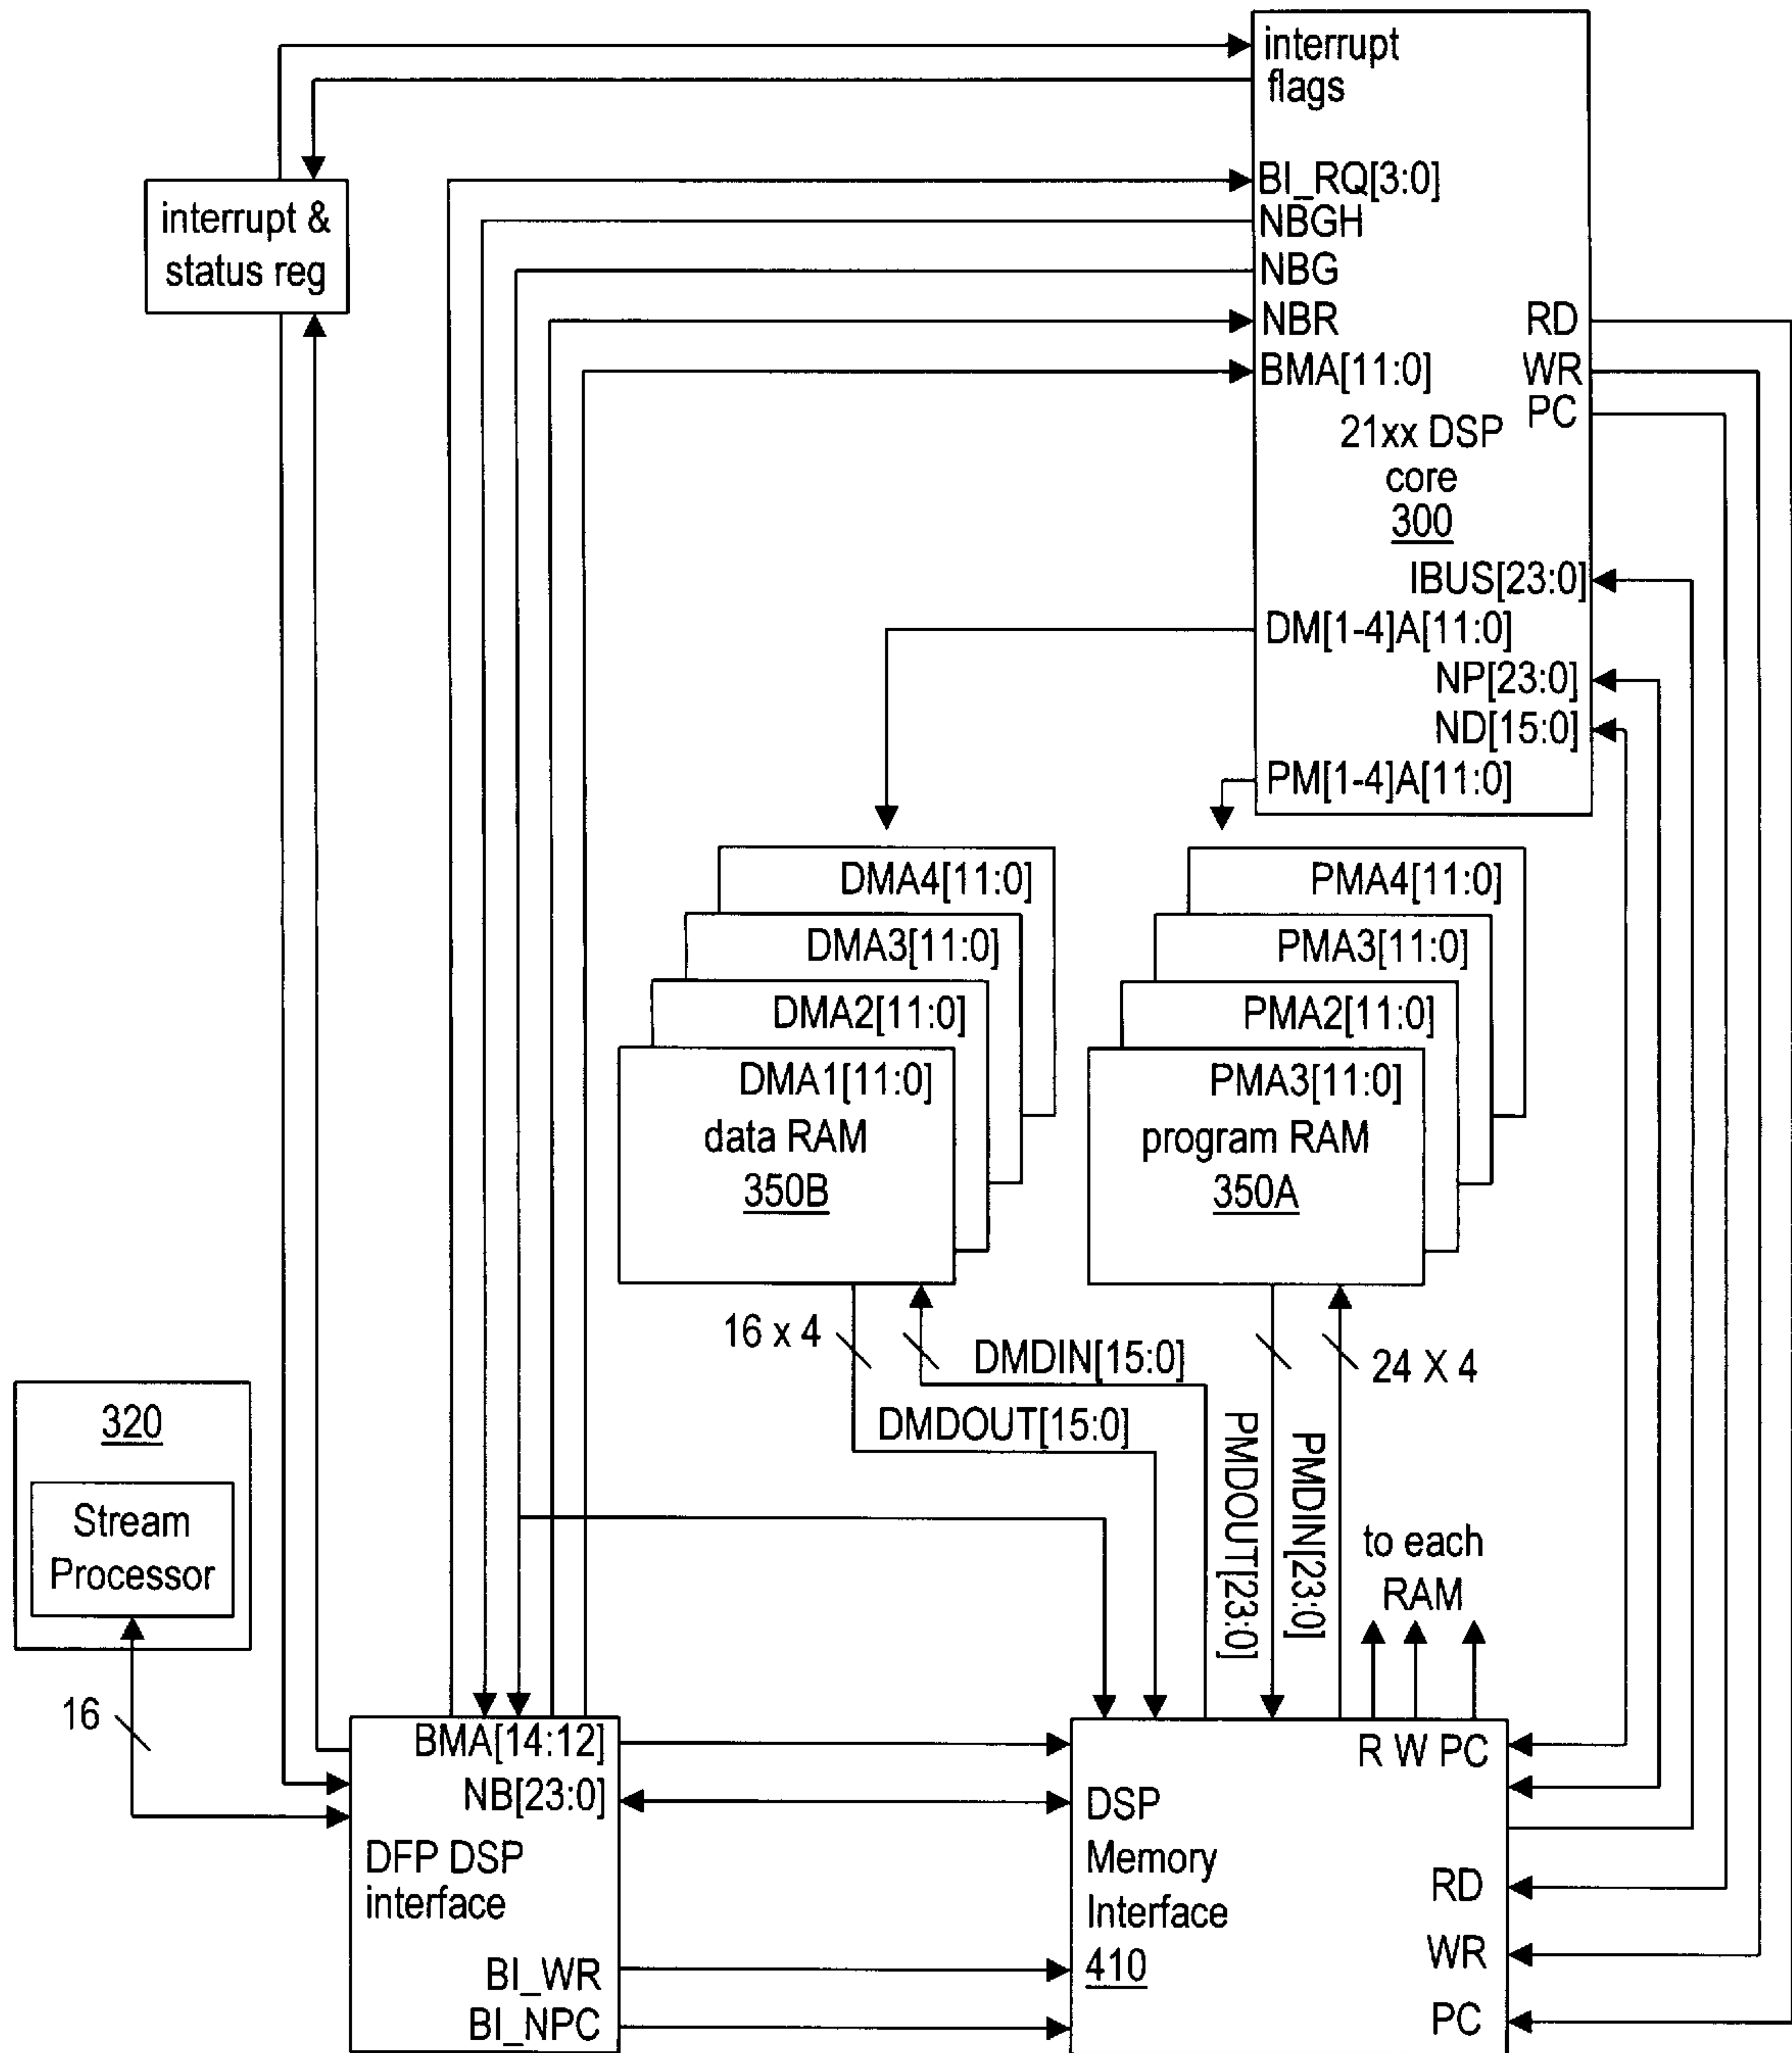 interrupt
flags
BI_RQ[3:0]
NBGH
NBG
NBR
BMA[11:0]
RD
WR
PC
21xx DSP
core
300
IBUS[23:0]
DM[1-4]A[11:0]
NP[23:0]
ND[15:0]
PM[1-4]A[11:0]
interrupt &
status reg
DMA4[11:0]
DMA3[11:0]
DMA2[11:0]
DMA1[11:0]
data RAM
350B
PMA4[11:0]
PMA3[11:0]
PMA2[11:0]
PMA3[11:0]
program RAM
350A
16 x 4
DMDIN[15:0]
DMDOUT[15:0]
24 X 4
PMDOUT[23:0]
PMDIN[23:0]
to each
RAM
320
Stream
Processor
16
BMA[14:12]
NB[23:0]
DFP DSP
interface
BI_WR
BI_NPC
R W PC
DSP
Memory
Interface
410
RD
WR
PC